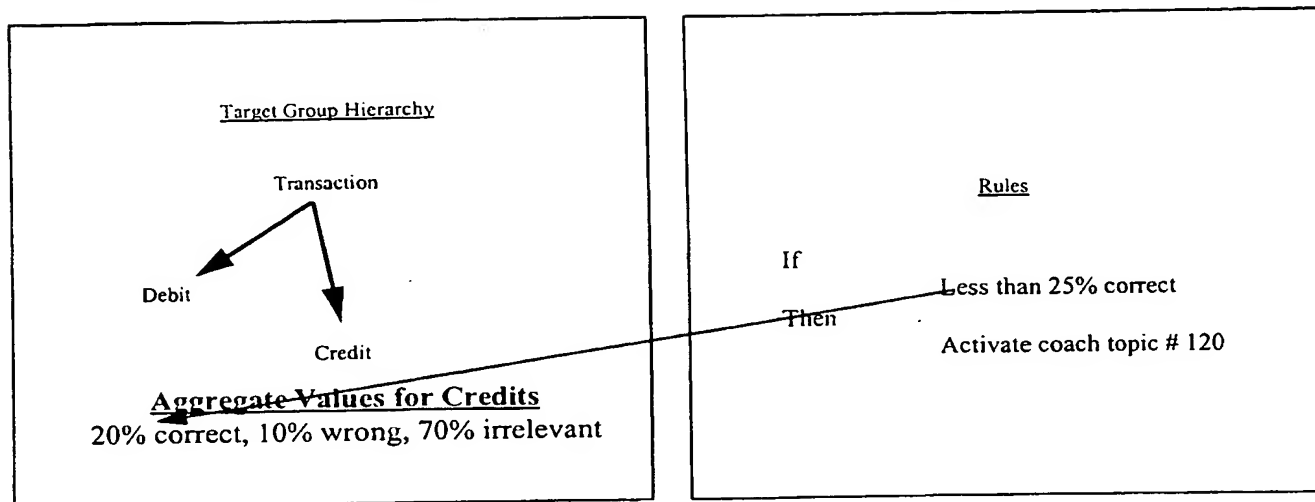 Target Group Hierarchy
Transaction
Debit
Credit
Aggregate Values for Credits
20% correct, 10% wrong, 70% irrelevant
Rules
If
Less than 25% correct
Then
Activate coach topic # 120